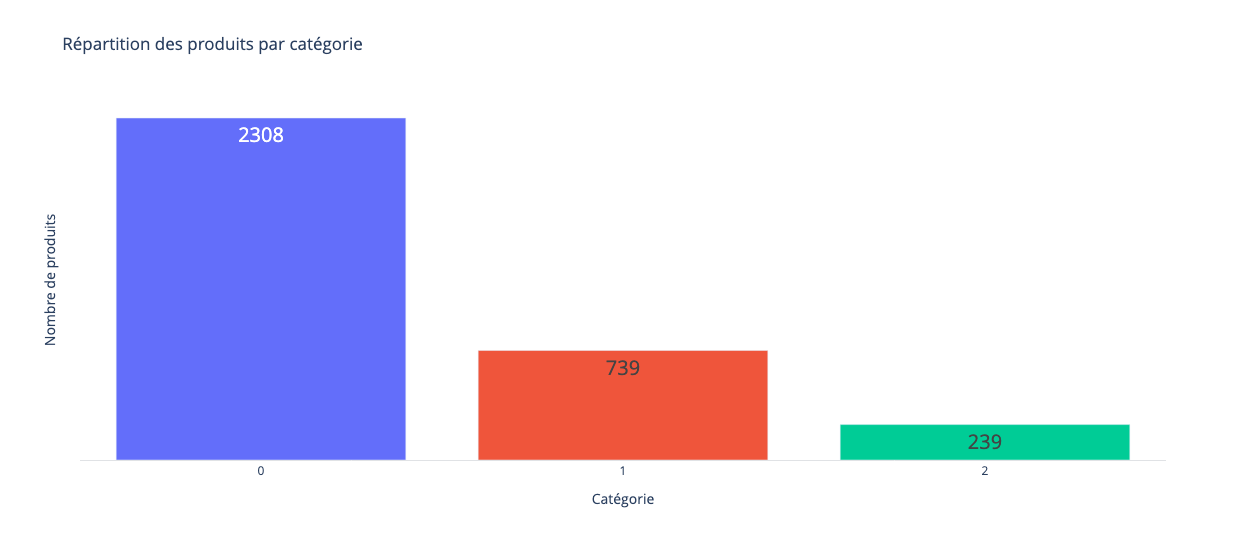 Répartition des produits par catégorie
Nombre de produits
2308
739
239
0
1
2
Catégorie